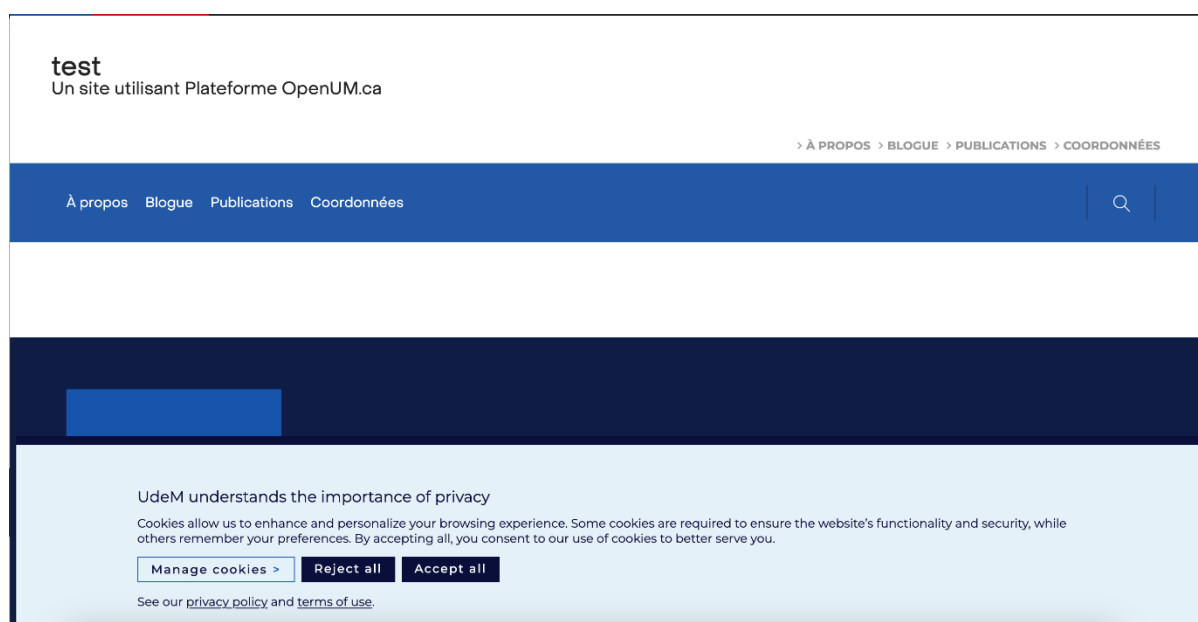 test
Un site utilisant Plateforme OpenUM.ca
> À PROPOS > BLOGUE > PUBLICATIONS > COORDONNÉES
À propos Blogue Publications Coordonnées
UdeM understands the importance of privacy
Cookies allow us to enhance and personalize your browsing experience. Some cookies are required to ensure the website's functionality and security, while
others remember your preferences. By accepting all, you consent to our use of cookies to better serve you.
Manage cookies > Reject all Accept all
See our privacy policy and terms of use.